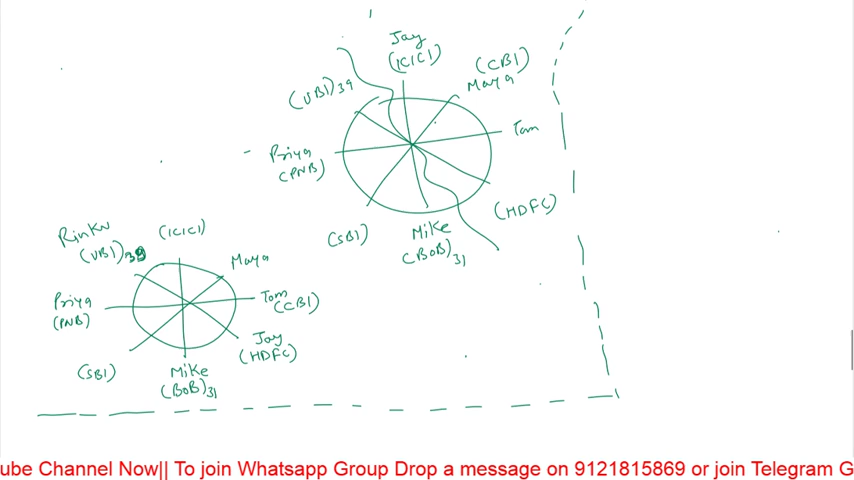 Jay
(ICICI)
(CBI)
Maya
(UBI)39
Tom
Priya
(PNB)
(HDFC)
(SBI)
Mike
(BOB)31
Rinku
(UBI)39
(ICICI)
Maya
Priya
(PNB)
Tom
(CBI)
Jay
(HDFC)
(SBI)
Mike
(BOB)31
ube Channel Now|| To join Whatsapp Group Drop a message on 9121815869 or join Telegram G